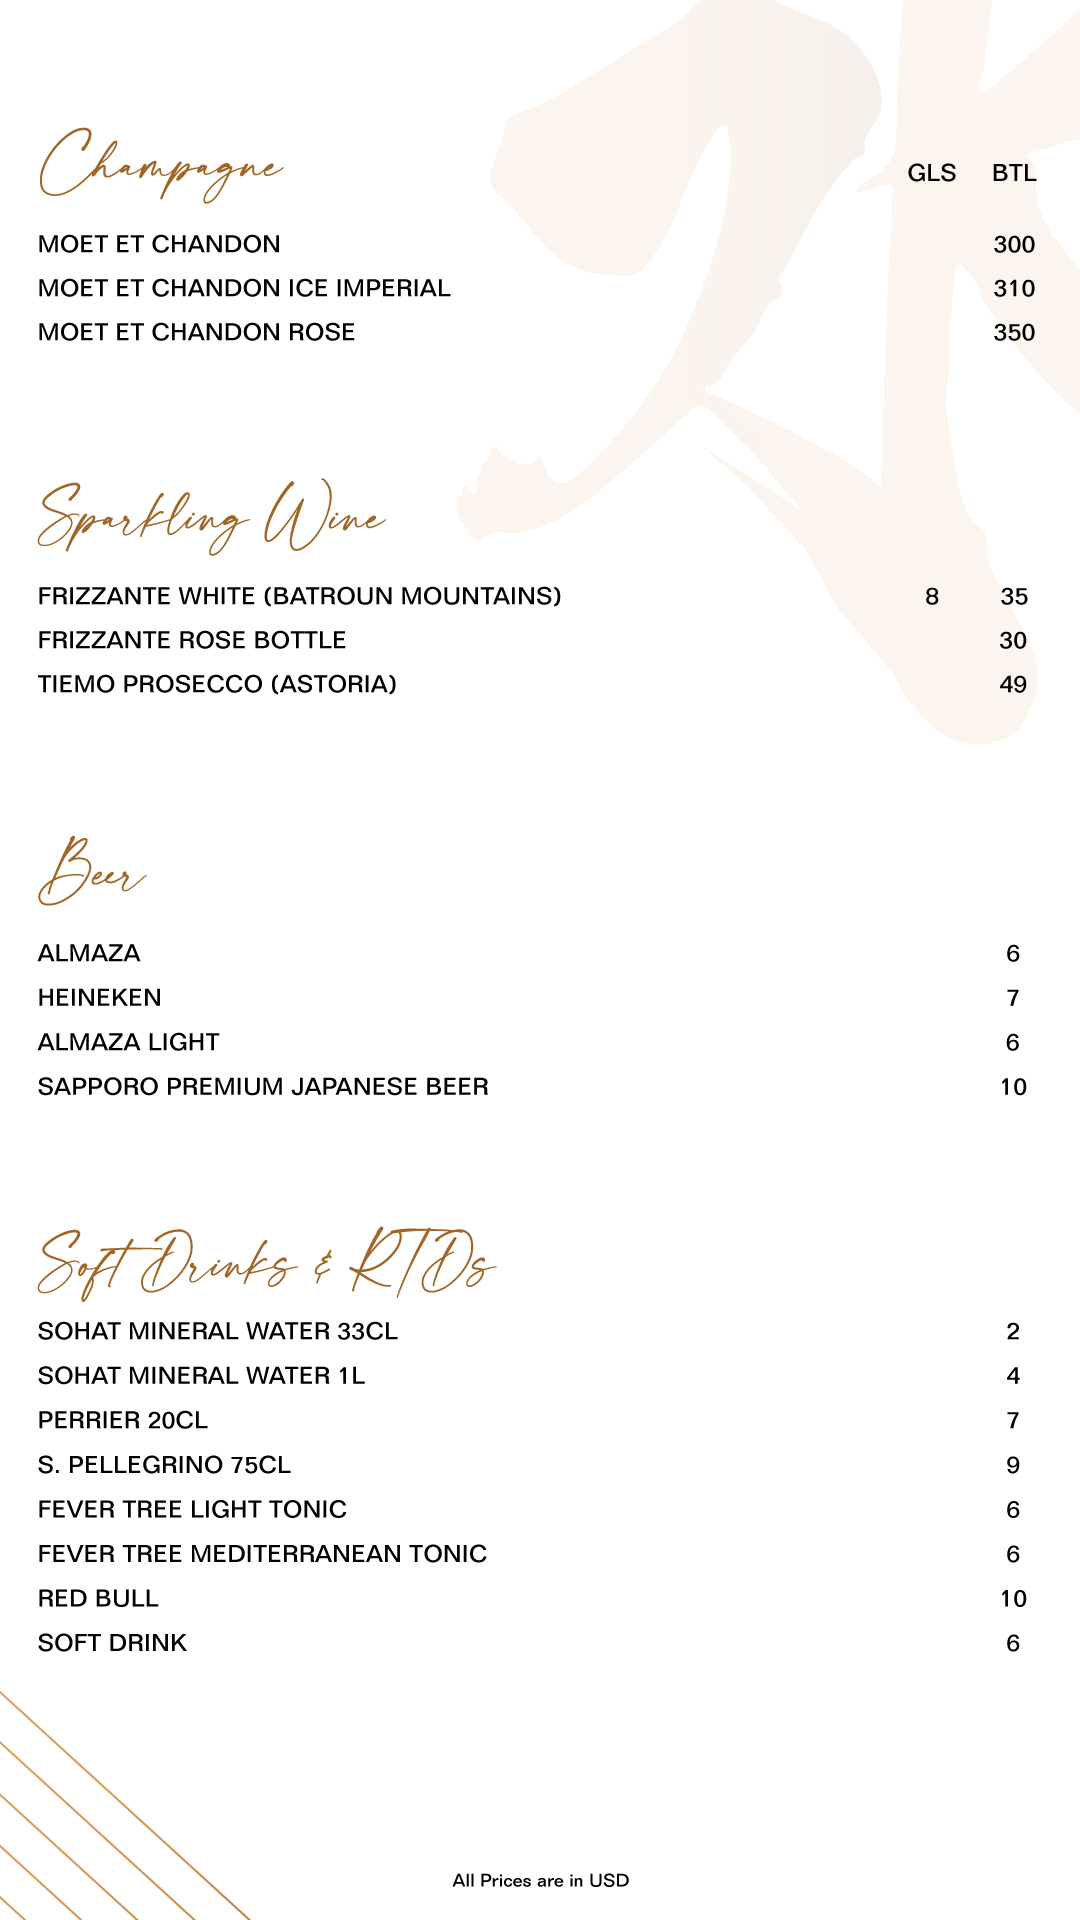 Champagne GLS BTL
MOET ET CHANDON 300
MOET ET CHANDON ICE IMPERIAL 310
MOET ET CHANDON ROSE 350
Sparkling Wine
FRIZZANTE WHITE (BATROUN MOUNTAINS) 8 35
FRIZZANTE ROSE BOTTLE 30
TIEMO PROSECCO (ASTORIA) 49
Beer
ALMAZA 6
HEINEKEN 7
ALMAZA LIGHT 6
SAPPORO PREMIUM JAPANESE BEER 10
Soft Drinks & RTDs
SOHAT MINERAL WATER 33CL 2
SOHAT MINERAL WATER 1L 4
PERRIER 20CL 7
S. PELLEGRINO 75CL 9
FEVER TREE LIGHT TONIC 6
FEVER TREE MEDITERRANEAN TONIC 6
RED BULL 10
SOFT DRINK 6
All Prices are in USD